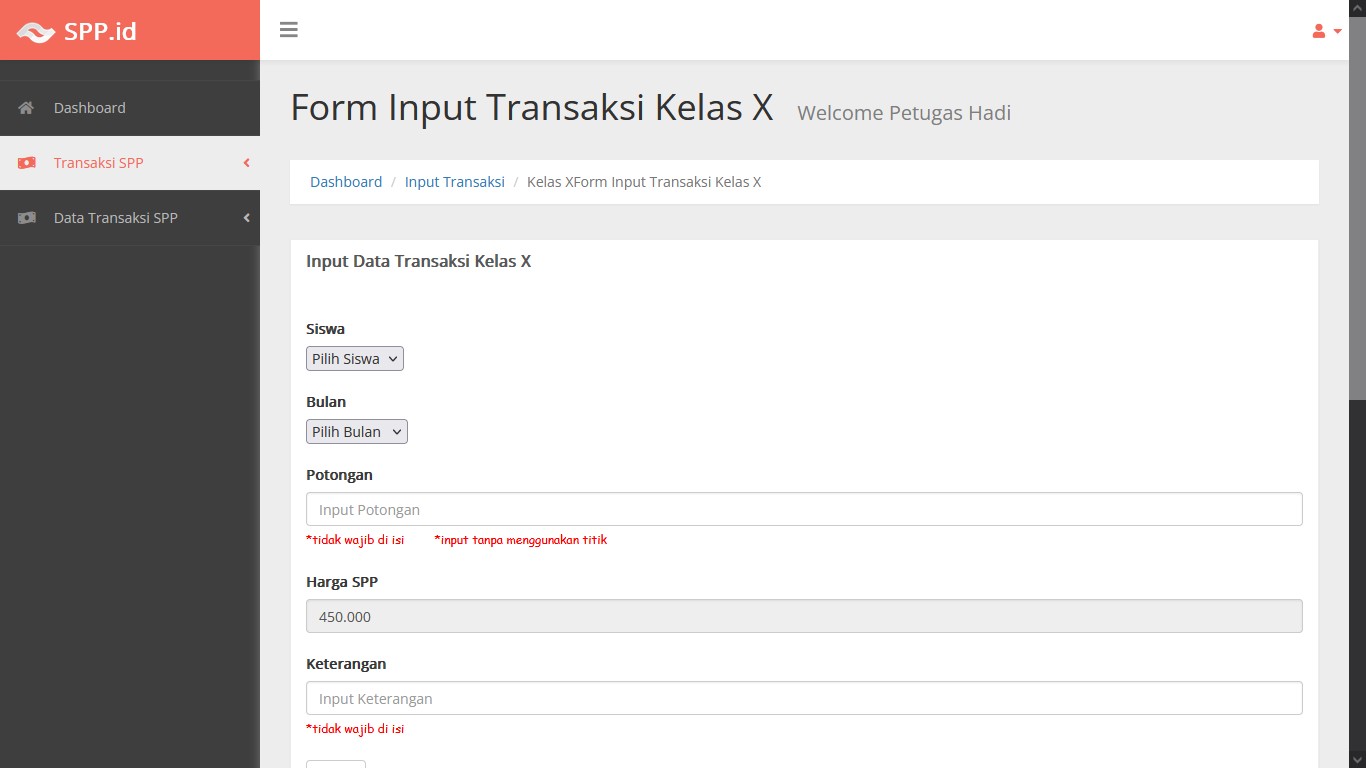 SPP.id
Dashboard
Transaksi SPP
Data Transaksi SPP
Form Input Transaksi Kelas X Welcome Petugas Hadi
Dashboard / Input Transaksi / Kelas XForm Input Transaksi Kelas X
Input Data Transaksi Kelas X
Siswa
Pilih Siswa
Bulan
Pilih Bulan
Potongan
Input Potongan
*tidak wajib di isi *input tanpa menggunakan titik
Harga SPP
450.000
Keterangan
Input Keterangan
*tidak wajib di isi